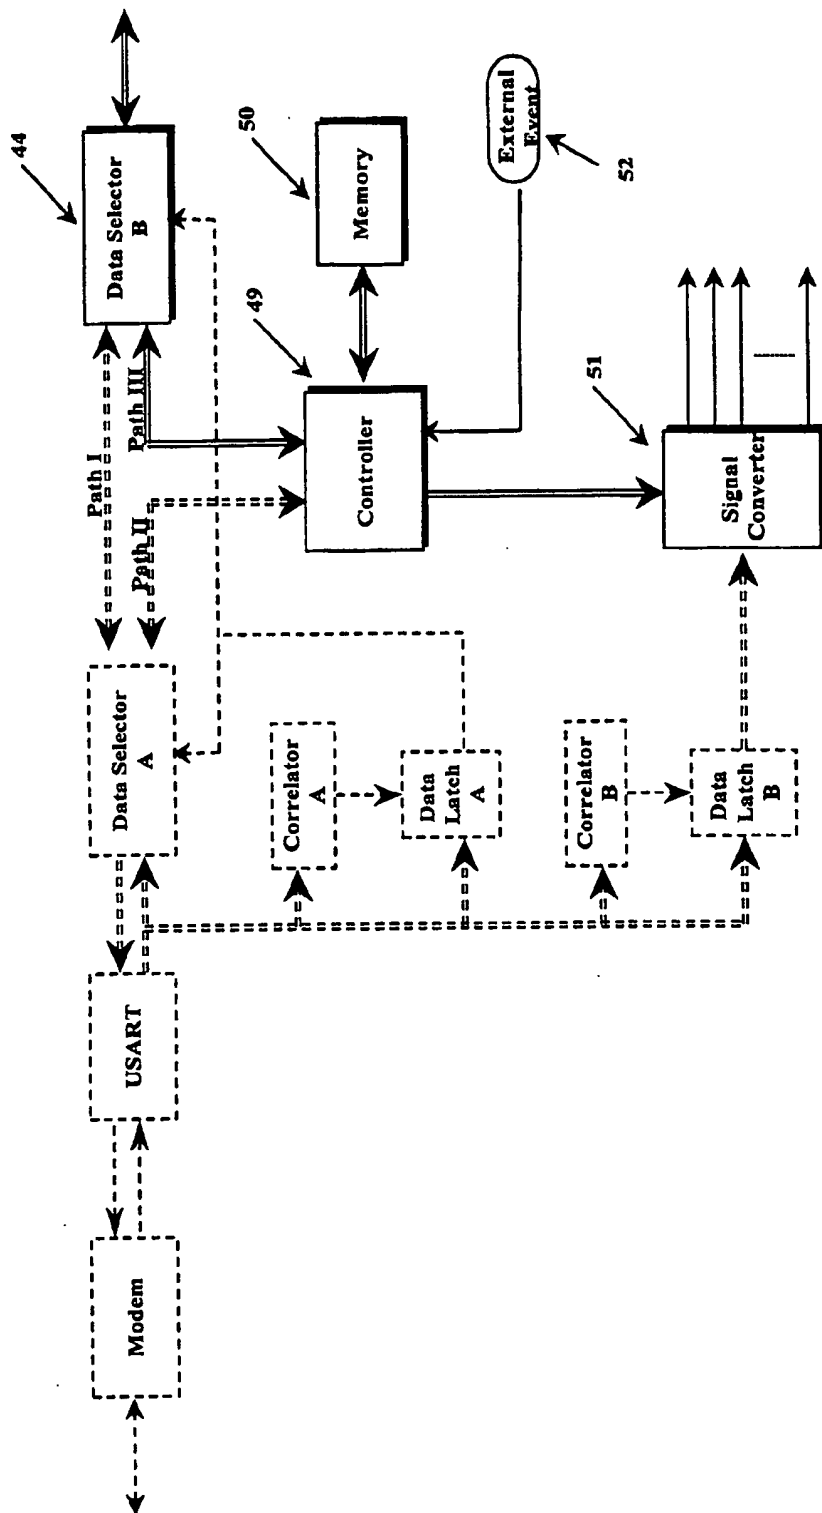 44
Data Selector
B
50
Memory
External
Event
52
Path I
Path III
Path II
49
Controller
51
Signal
Converter
Data Selector
A
Correlator
A
Data
Latch
A
Correlator
B
Data
Latch
B
USART
Modem